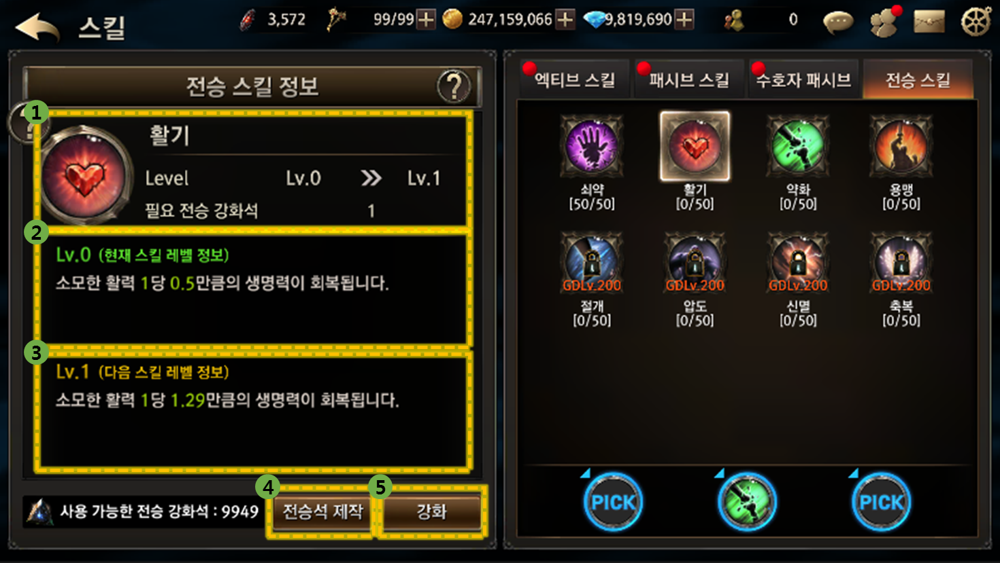 스킬
3,572
99/99
247,159,066
9,819,690
0
전승 스킬 정보
?
1
활기
Level Lv.0 Lv.1
필요 전승 강화석 1
2
Lv.0 (현재 스킬 레벨 정보)
소모한 활력 1당 0.5만큼의 생명력이 회복됩니다.
3
Lv.1 (다음 스킬 레벨 정보)
소모한 활력 1당 1.29만큼의 생명력이 회복됩니다.
사용 가능한 전승 강화석 : 9949
4
전승석 제작
5
강화
엑티브 스킬 패시브 스킬 수호자 패시브 전승 스킬
쇠약 활기 약화 용맹
[50/50] [0/50] [0/50] [0/50]
GDLv.200 GDLv.200 GDLv.200 GDLv.200
절개 압도 신멸 축복
[0/50] [0/50] [0/50] [0/50]
PICK PICK